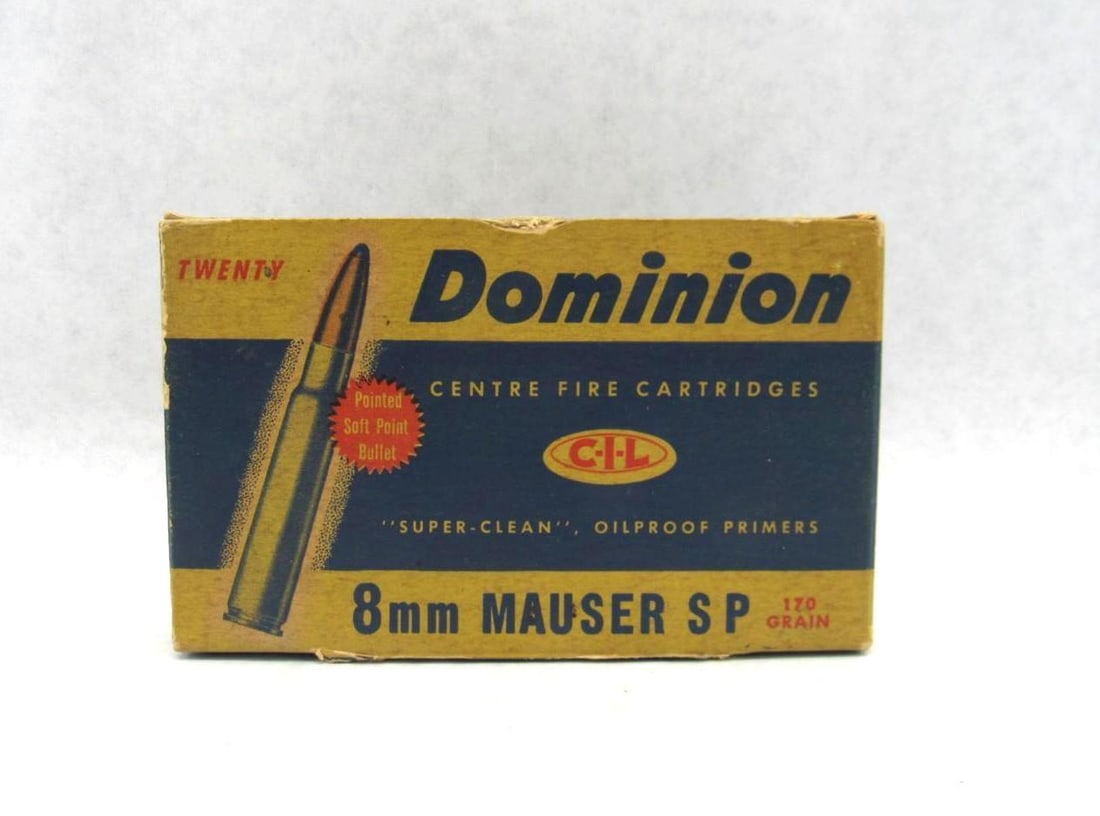 TWENTY
Dominion
CENTRE FIRE CARTRIDGES
Pointed
Soft Point
Bullet
C-I-L
"SUPER-CLEAN", OILPROOF PRIMERS
8mm MAUSER SP
170
GRAIN